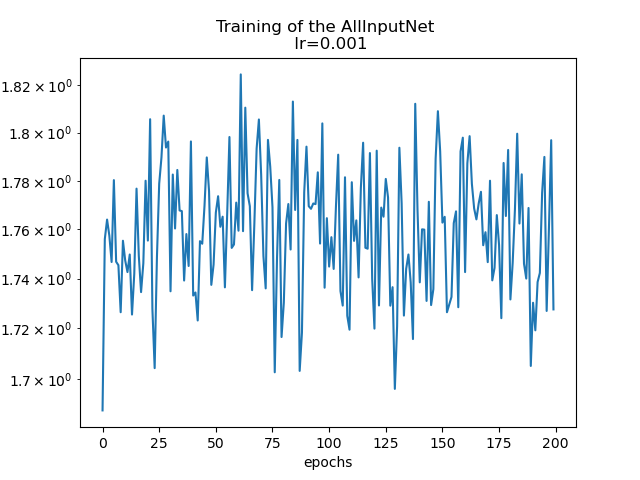 Training of the AllInputNet
lr=0.001
1.82 × 10⁰
1.8 × 10⁰
1.78 × 10⁰
1.76 × 10⁰
1.74 × 10⁰
1.72 × 10⁰
1.7 × 10⁰
0 25 50 75 100 125 150 175 200
epochs